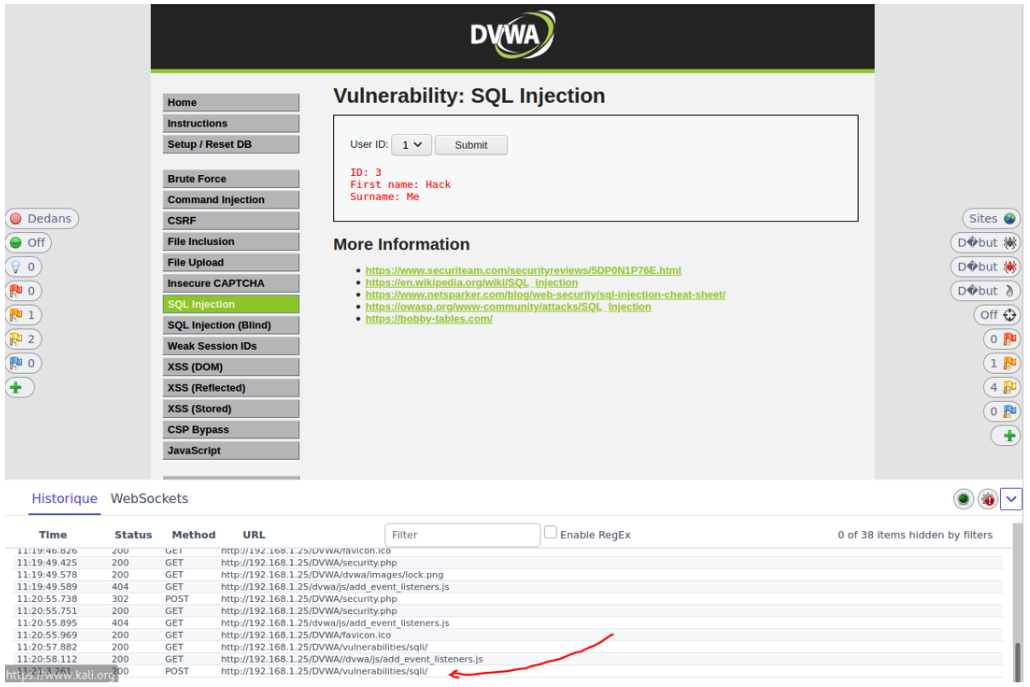 DVWA
Vulnerability: SQL Injection
Home
Instructions
Setup / Reset DB
Brute Force
Command Injection
CSRF
File Inclusion
File Upload
Insecure CAPTCHA
SQL Injection
SQL Injection (Blind)
Weak Session IDs
XSS (DOM)
XSS (Reflected)
XSS (Stored)
CSP Bypass
JavaScript
User ID: 1 Submit
ID: 3
First name: Hack
Surname: Me
More Information
https://www.securiteam.com/securityreviews/5DP0N1P76E.html
https://en.wikipedia.org/wiki/SQL_injection
https://www.netsparker.com/blog/web-security/sql-injection-cheat-sheet/
https://owasp.org/www-community/attacks/SQL_Injection
https://bobby-tables.com/
Dedans
Off
0
0
1
2
0
Sites
D�but
D�but
D�but
Off
0
1
4
0
Historique WebSockets
Time Status Method URL Filter Enable RegEx 0 of 38 items hidden by filters
11:19:46.826 200 GET http://192.168.1.25/DVWA/favicon.ico
11:19:49.425 200 GET http://192.168.1.25/DVWA/security.php
11:19:49.578 200 GET http://192.168.1.25/DVWA/dvwa/images/lock.png
11:19:49.589 404 GET http://192.168.1.25/dvwa/js/add_event_listeners.js
11:20:55.738 302 POST http://192.168.1.25/DVWA/security.php
11:20:55.751 200 GET http://192.168.1.25/DVWA/security.php
11:20:55.895 404 GET http://192.168.1.25/dvwa/js/add_event_listeners.js
11:20:55.969 200 GET http://192.168.1.25/DVWA/favicon.ico
11:20:57.882 200 GET http://192.168.1.25/DVWA/vulnerabilities/sqli/
11:20:58.112 200 GET http://192.168.1.25/DVWA//dvwa/js/add_event_listeners.js
200 POST http://192.168.1.25/DVWA/vulnerabilities/sqli/
https://www.kali.org